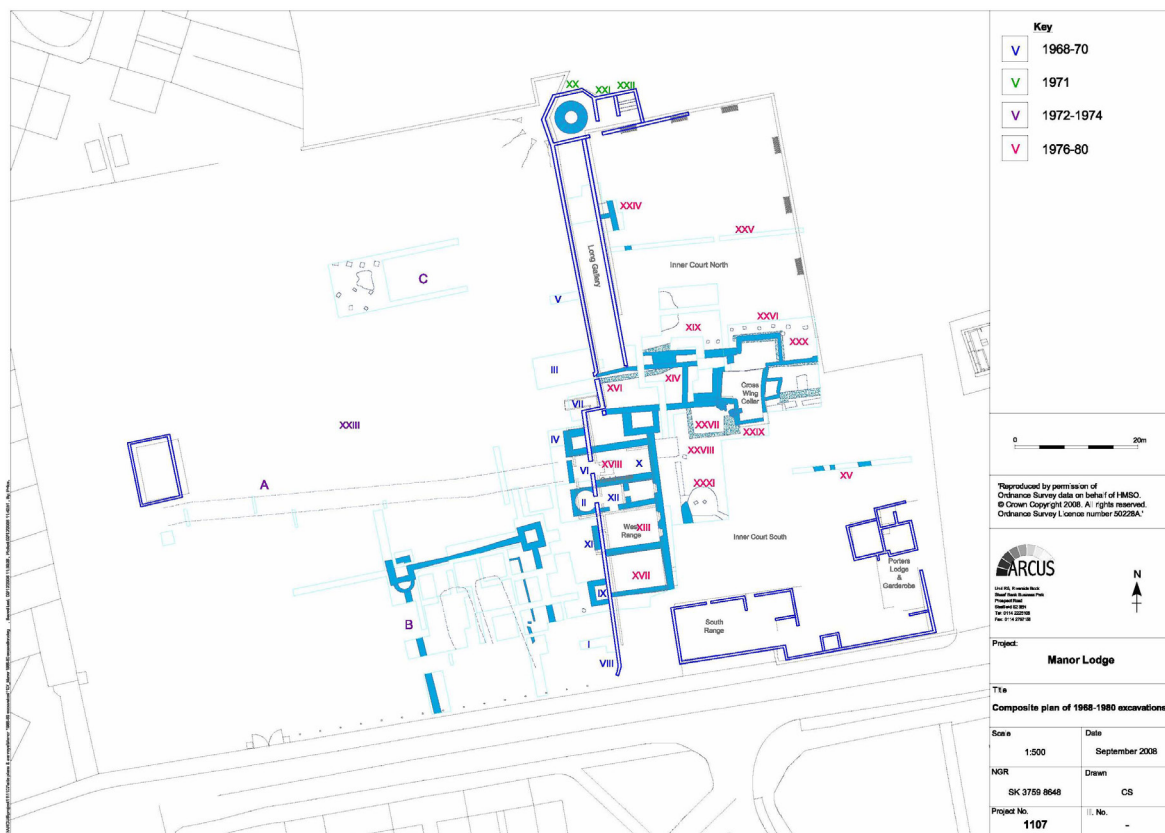 Key
V 1968-70
V 1971
V 1972-1974
V 1976-80
XX
XXI
XXII
XXIV
XXV
Long Gallery
Inner Court North
C
V
XXVI
XIX
XXX
III
XVI
XIV
Cross
Wing
Cellar
VII
XXVII
XXIX
XXIII
IV
XXVIII
VI
XVIII
X
A
XXXI
XV
II
XII
XIII
West
Range
XI
Inner Court South
XVII
IX
Porters
Lodge
&
Garderobe
B
South
Range
I
VIII
0 20m
'Reproduced by permission of
Ordnance Survey data on behalf of HMSO.
© Crown Copyright 2008. All rights reserved.
Ordnance Survey Licence number 50228A.'
ARCUS
N
Project:
Manor Lodge
Title
Composite plan of 1968-1980 excavations
Scale
1:500
Date
September 2008
NGR
SK 3759 8648
Drawn
CS
Project No.
1107
Ill. No.
-